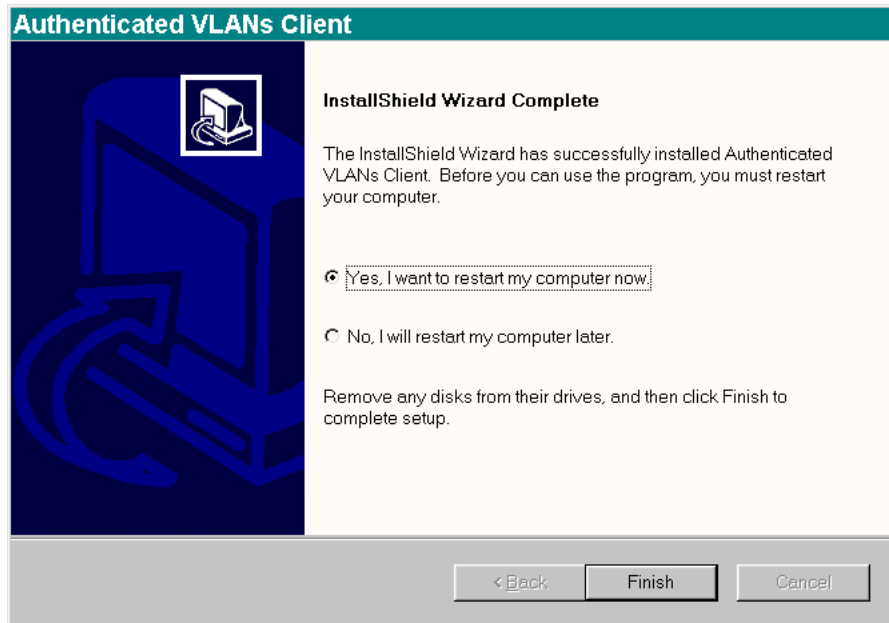 Authenticated VLANs Client
InstallShield Wizard Complete
The InstallShield Wizard has successfully installed Authenticated
VLANs Client. Before you can use the program, you must restart
your computer.
Yes, I want to restart my computer now.
No, I will restart my computer later.
Remove any disks from their drives, and then click Finish to
complete setup.
< Back
Finish
Cancel